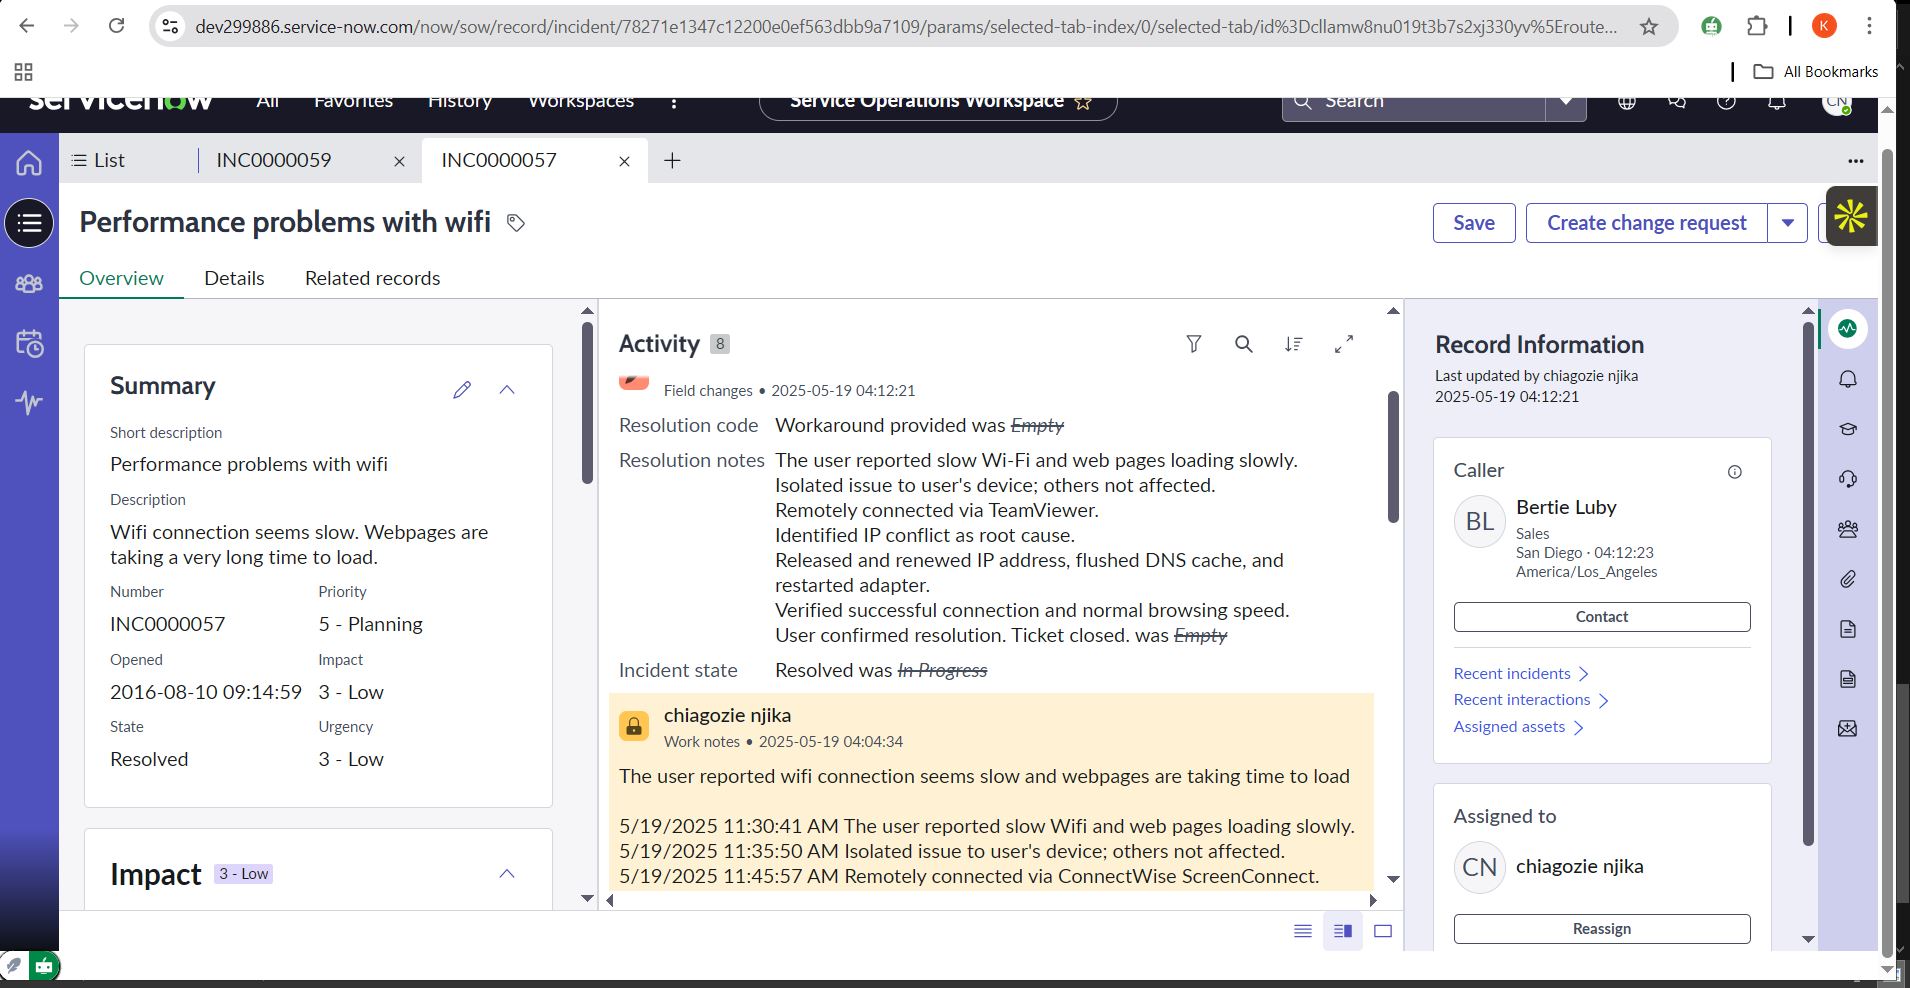 dev299886.service-now.com/now/sow/record/incident/78271e1347c12200e0ef563dbb9a7109/params/selected-tab-index/0/selected-tab/id%3Dcllamw8nu019t3b7s2xj330yv%5Eroute...
K
All Bookmarks
servicenow All Favorites History Workspaces Service Operations Workspace Search CN
List INC0000059 INC0000057
Performance problems with wifi
Save Create change request
Overview Details Related records
Summary
Short description
Performance problems with wifi
Description
Wifi connection seems slow. Webpages are
taking a very long time to load.
Number Priority
INC0000057 5 - Planning
Opened Impact
2016-08-10 09:14:59 3 - Low
State Urgency
Resolved 3 - Low
Impact 3 - Low
Activity 8
Field changes • 2025-05-19 04:12:21
Resolution code Workaround provided was Empty
Resolution notes The user reported slow Wi-Fi and web pages loading slowly.
Isolated issue to user's device; others not affected.
Remotely connected via TeamViewer.
Identified IP conflict as root cause.
Released and renewed IP address, flushed DNS cache, and
restarted adapter.
Verified successful connection and normal browsing speed.
User confirmed resolution. Ticket closed. was Empty
Incident state Resolved was In Progress
chiagozie njika
Work notes • 2025-05-19 04:04:34
The user reported wifi connection seems slow and webpages are taking time to load
5/19/2025 11:30:41 AM The user reported slow Wifi and web pages loading slowly.
5/19/2025 11:35:50 AM Isolated issue to user's device; others not affected.
5/19/2025 11:45:57 AM Remotely connected via ConnectWise ScreenConnect.
Record Information
Last updated by chiagozie njika
2025-05-19 04:12:21
Caller
BL Bertie Luby
Sales
San Diego · 04:12:23
America/Los_Angeles
Contact
Recent incidents
Recent interactions
Assigned assets
Assigned to
CN chiagozie njika
Reassign